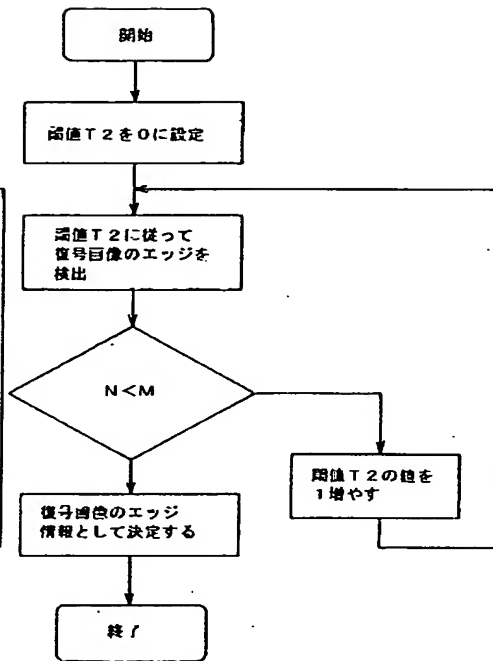 開始
閾値T2を0に設定
閾値T2に従って
復号画像のエッジを
検出
N<M
閾値T2の値を
1増やす
復号画像のエッジ
情報として決定する
終了